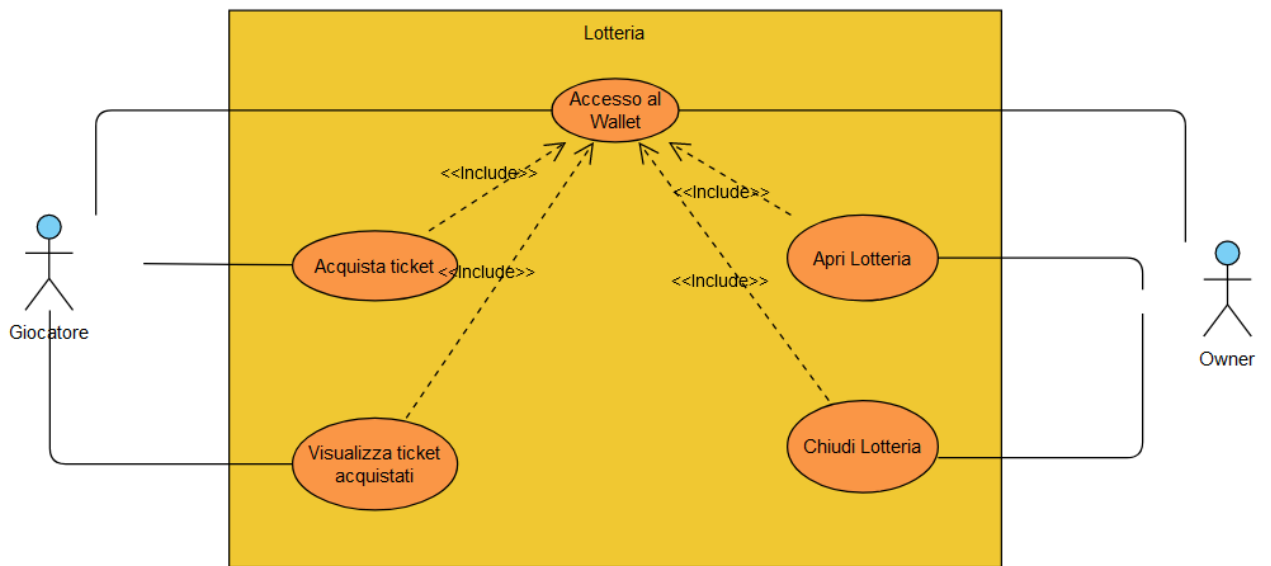 Lotteria
Accesso al
Wallet
<<Include>>
<<Include>>
Acquista ticket
Apri Lotteria
<<Include>>
<<Include>>
Giocatore
Owner
Visualizza ticket
acquistati
Chiudi Lotteria